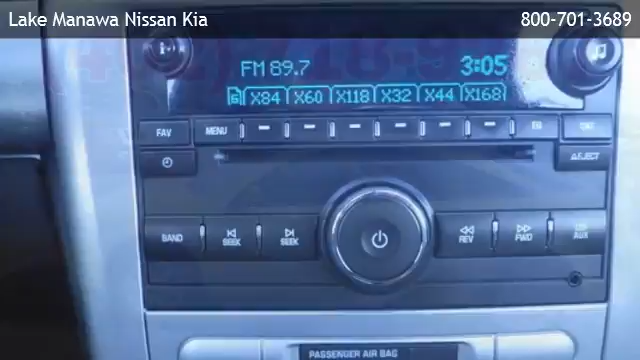 Lake Manawa Nissan Kia 800-701-3689
FM 89.7 3:05
X84 X60 X118 X32 X44 X168
FAV MENU
EJECT
BAND SEEK SEEK REV FWD AUX
PASSENGER AIR BAG